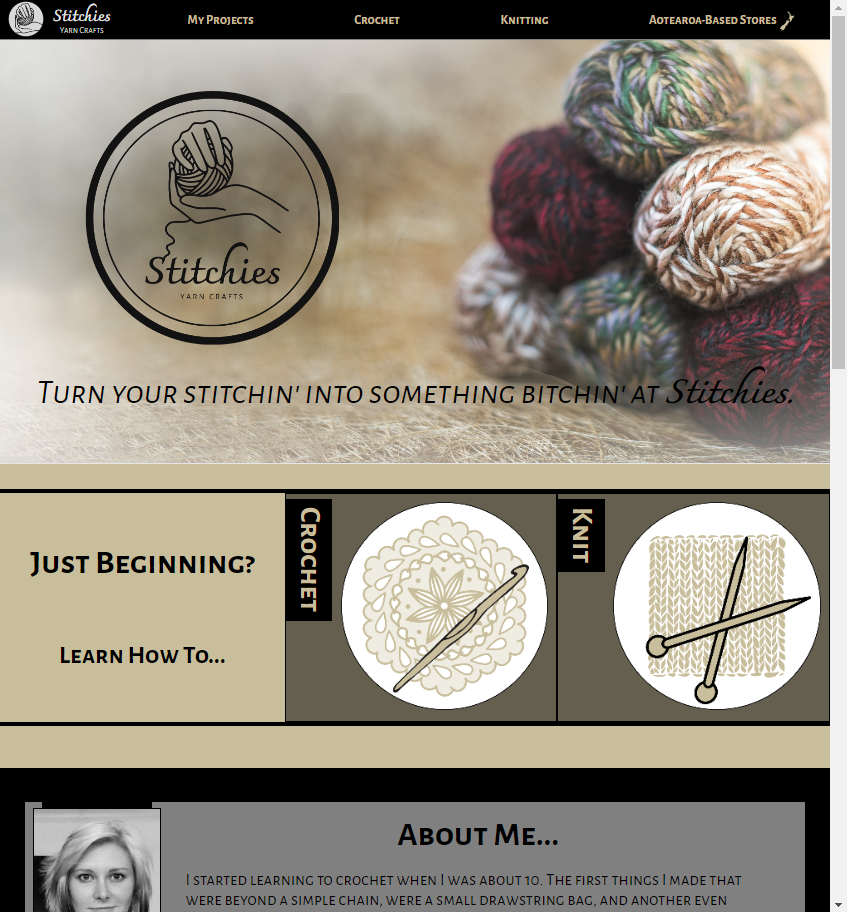 Stitchies
Yarn Crafts
My Projects
Crochet
Knitting
Aotearoa-Based Stores
Stitchies
YARN CRAFTS
Turn your stitchin' into something bitchin' at Stitchies.
Just Beginning?
Learn How To...
Crochet
Knit
About Me...
I started learning to crochet when I was about 10. The first things I made that
were beyond a simple chain, were a small drawstring bag, and another even